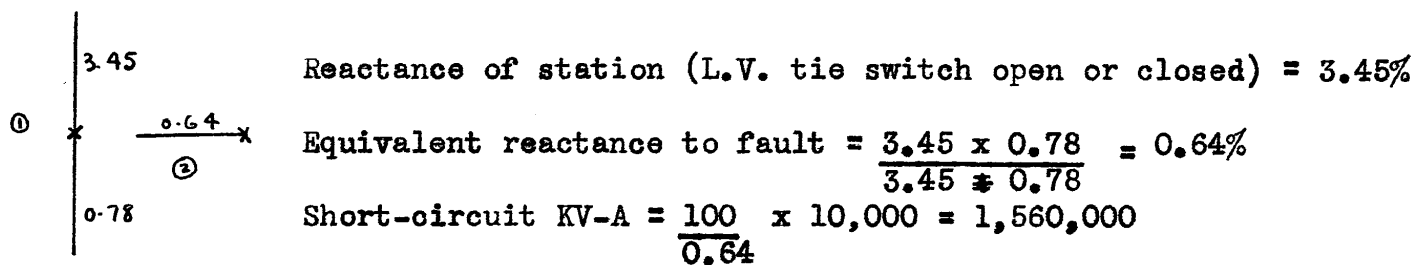 3.45
Reactance of station (L.V. tie switch open or closed) = 3.45%
① 0.64 Equivalent reactance to fault = 3.45 x 0.78 = 0.64%
② 3.45 + 0.78
0.78 Short-circuit KV-A = 100 x 10,000 = 1,560,000
0.64